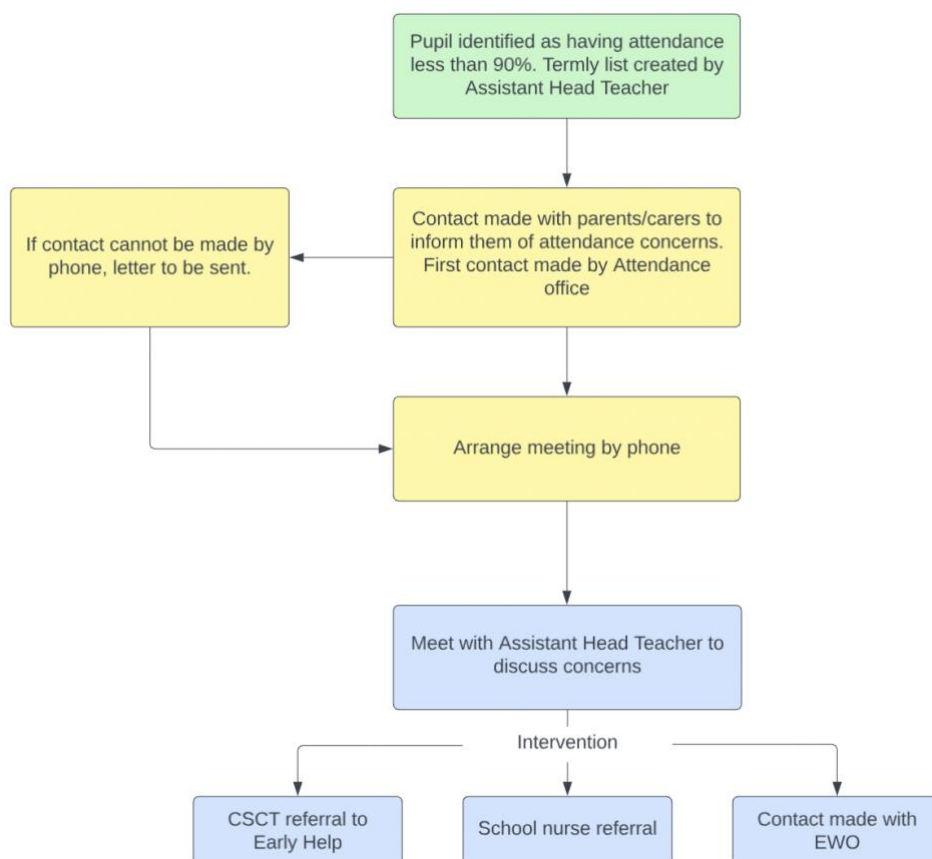 Pupil identified as having attendance
less than 90%. Termly list created by
Assistant Head Teacher
If contact cannot be made by
phone, letter to be sent.
Contact made with parents/carers to
inform them of attendance concerns.
First contact made by Attendance
office
Arrange meeting by phone
Meet with Assistant Head Teacher to
discuss concerns
Intervention
CSCT referral to
Early Help
School nurse referral
Contact made with
EWO